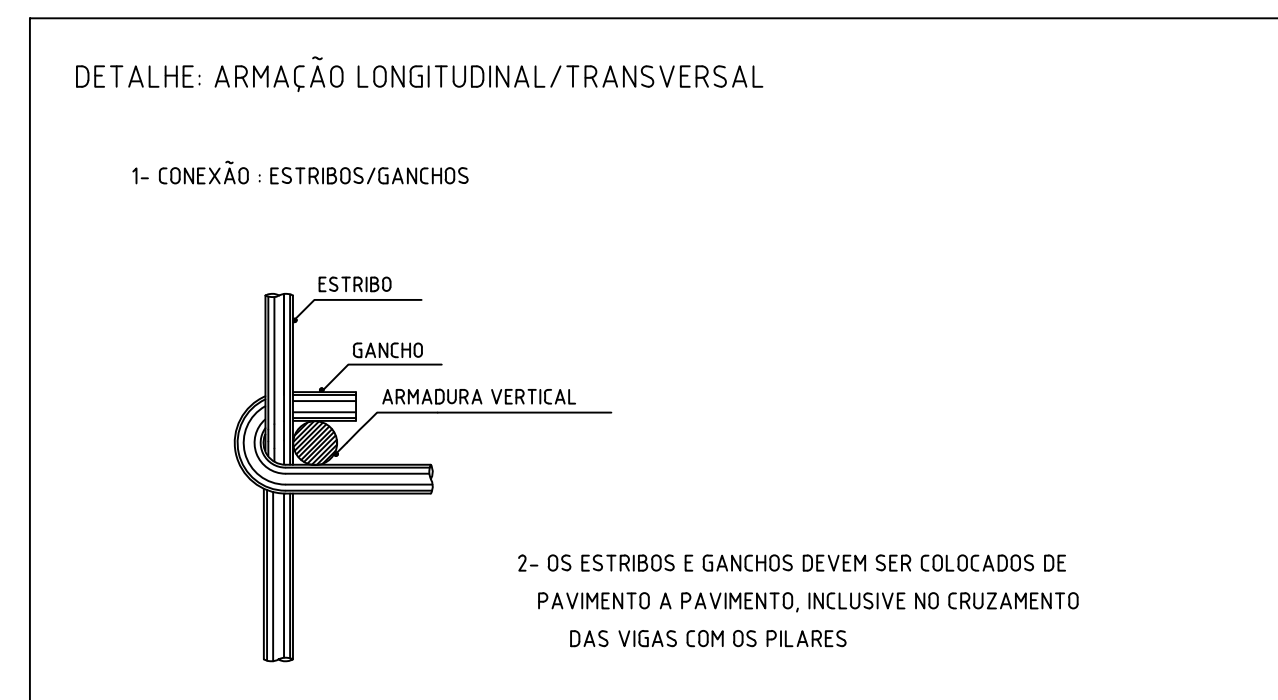 DETALHE: ARMAÇÃO LONGITUDINAL/TRANSVERSAL
1- CONEXÃO : ESTRIBOS/GANCHOS
ESTRIBO
GANCHO
ARMADURA VERTICAL
2- OS ESTRIBOS E GANCHOS DEVEM SER COLOCADOS DE
PAVIMENTO A PAVIMENTO, INCLUSIVE NO CRUZAMENTO
DAS VIGAS COM OS PILARES